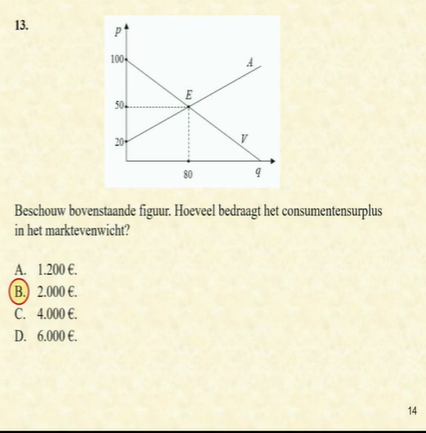 13.
p
100
A
50
E
20
V
80
q
Beschouw bovenstaande figuur. Hoeveel bedraagt het consumentensurplus
in het marktevenwicht?
A. 1.200 €.
B. 2.000 €.
C. 4.000 €.
D. 6.000 €.
14